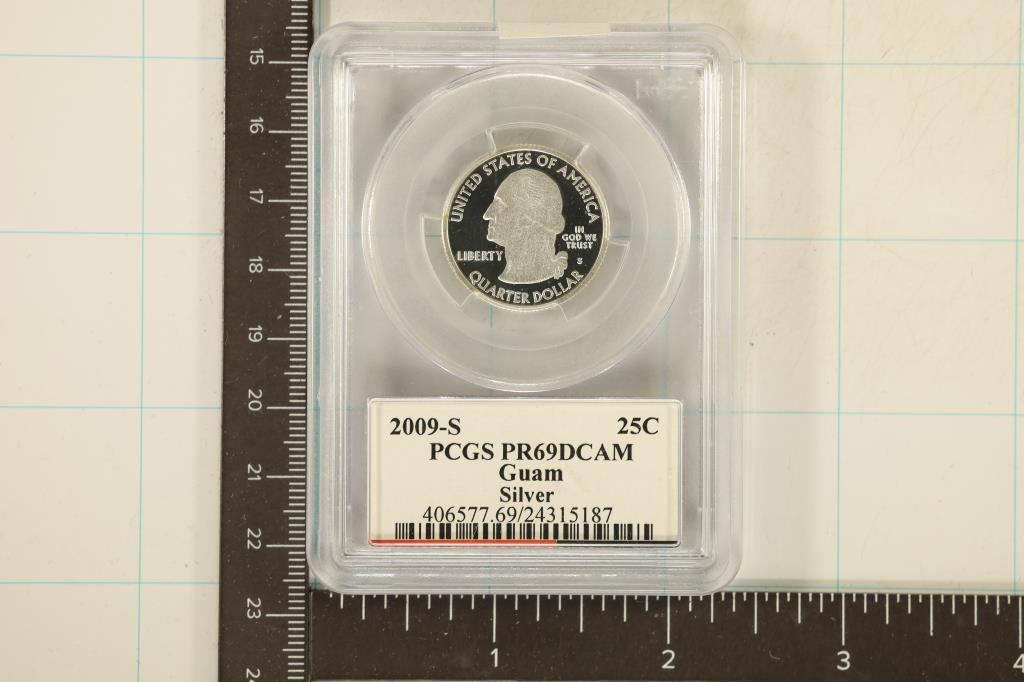 UNITED STATES OF AMERICA
LIBERTY
IN
GOD WE
TRUST
S
QUARTER DOLLAR
2009-S 25C
PCGS PR69DCAM
Guam
Silver
406577.69/24315187
15
16
17
18
19
20
21
22
23
1 2 3 4